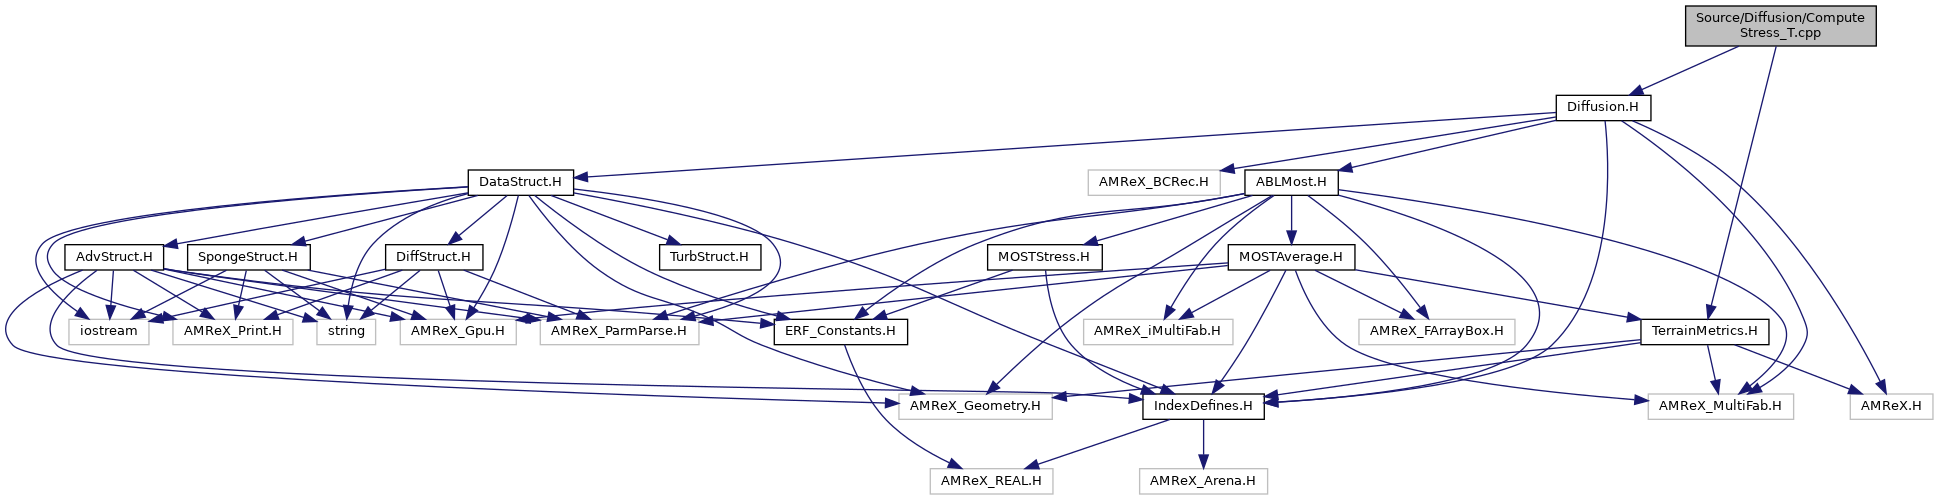 Source/Diffusion/Compute
Stress_T.cpp
Diffusion.H
DataStruct.H
AMReX_BCRec.H
ABLMost.H
AdvStruct.H
SpongeStruct.H
DiffStruct.H
TurbStruct.H
MOSTStress.H
MOSTAverage.H
iostream
AMReX_Print.H
string
AMReX_Gpu.H
AMReX_ParmParse.H
ERF_Constants.H
AMReX_iMultiFab.H
AMReX_FArrayBox.H
TerrainMetrics.H
AMReX_Geometry.H
IndexDefines.H
AMReX_MultiFab.H
AMReX.H
AMReX_REAL.H
AMReX_Arena.H